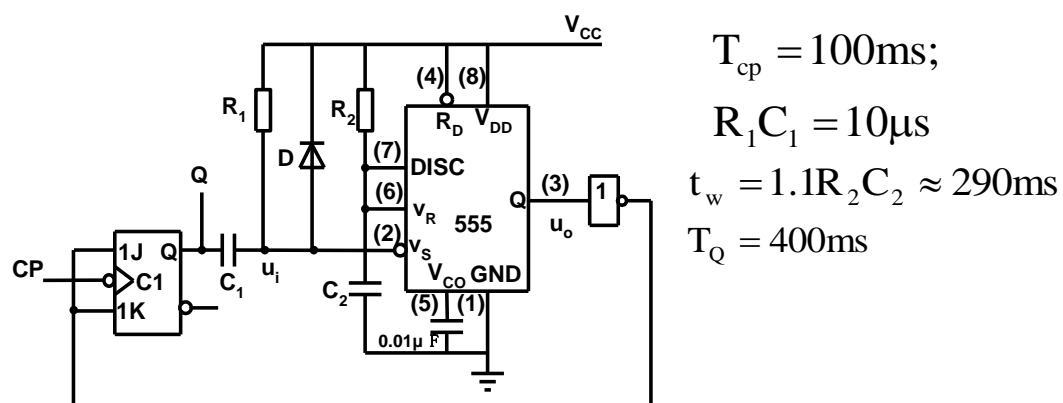 V_CC
T_cp = 100ms;
(4) (8)
R_1
R_2
R_D
V_DD
R_1C_1 = 10μs
D
(7)
DISC
Q
(6)
v_R
555
Q
(3)
1
t_w = 1.1R_2C_2 ≈ 290ms
(2)
v_S
u_o
T_Q = 400ms
1J
Q
CP
C1
C_1
u_i
V_CO
GND
1K
C_2
(5)
(1)
0.01μ F